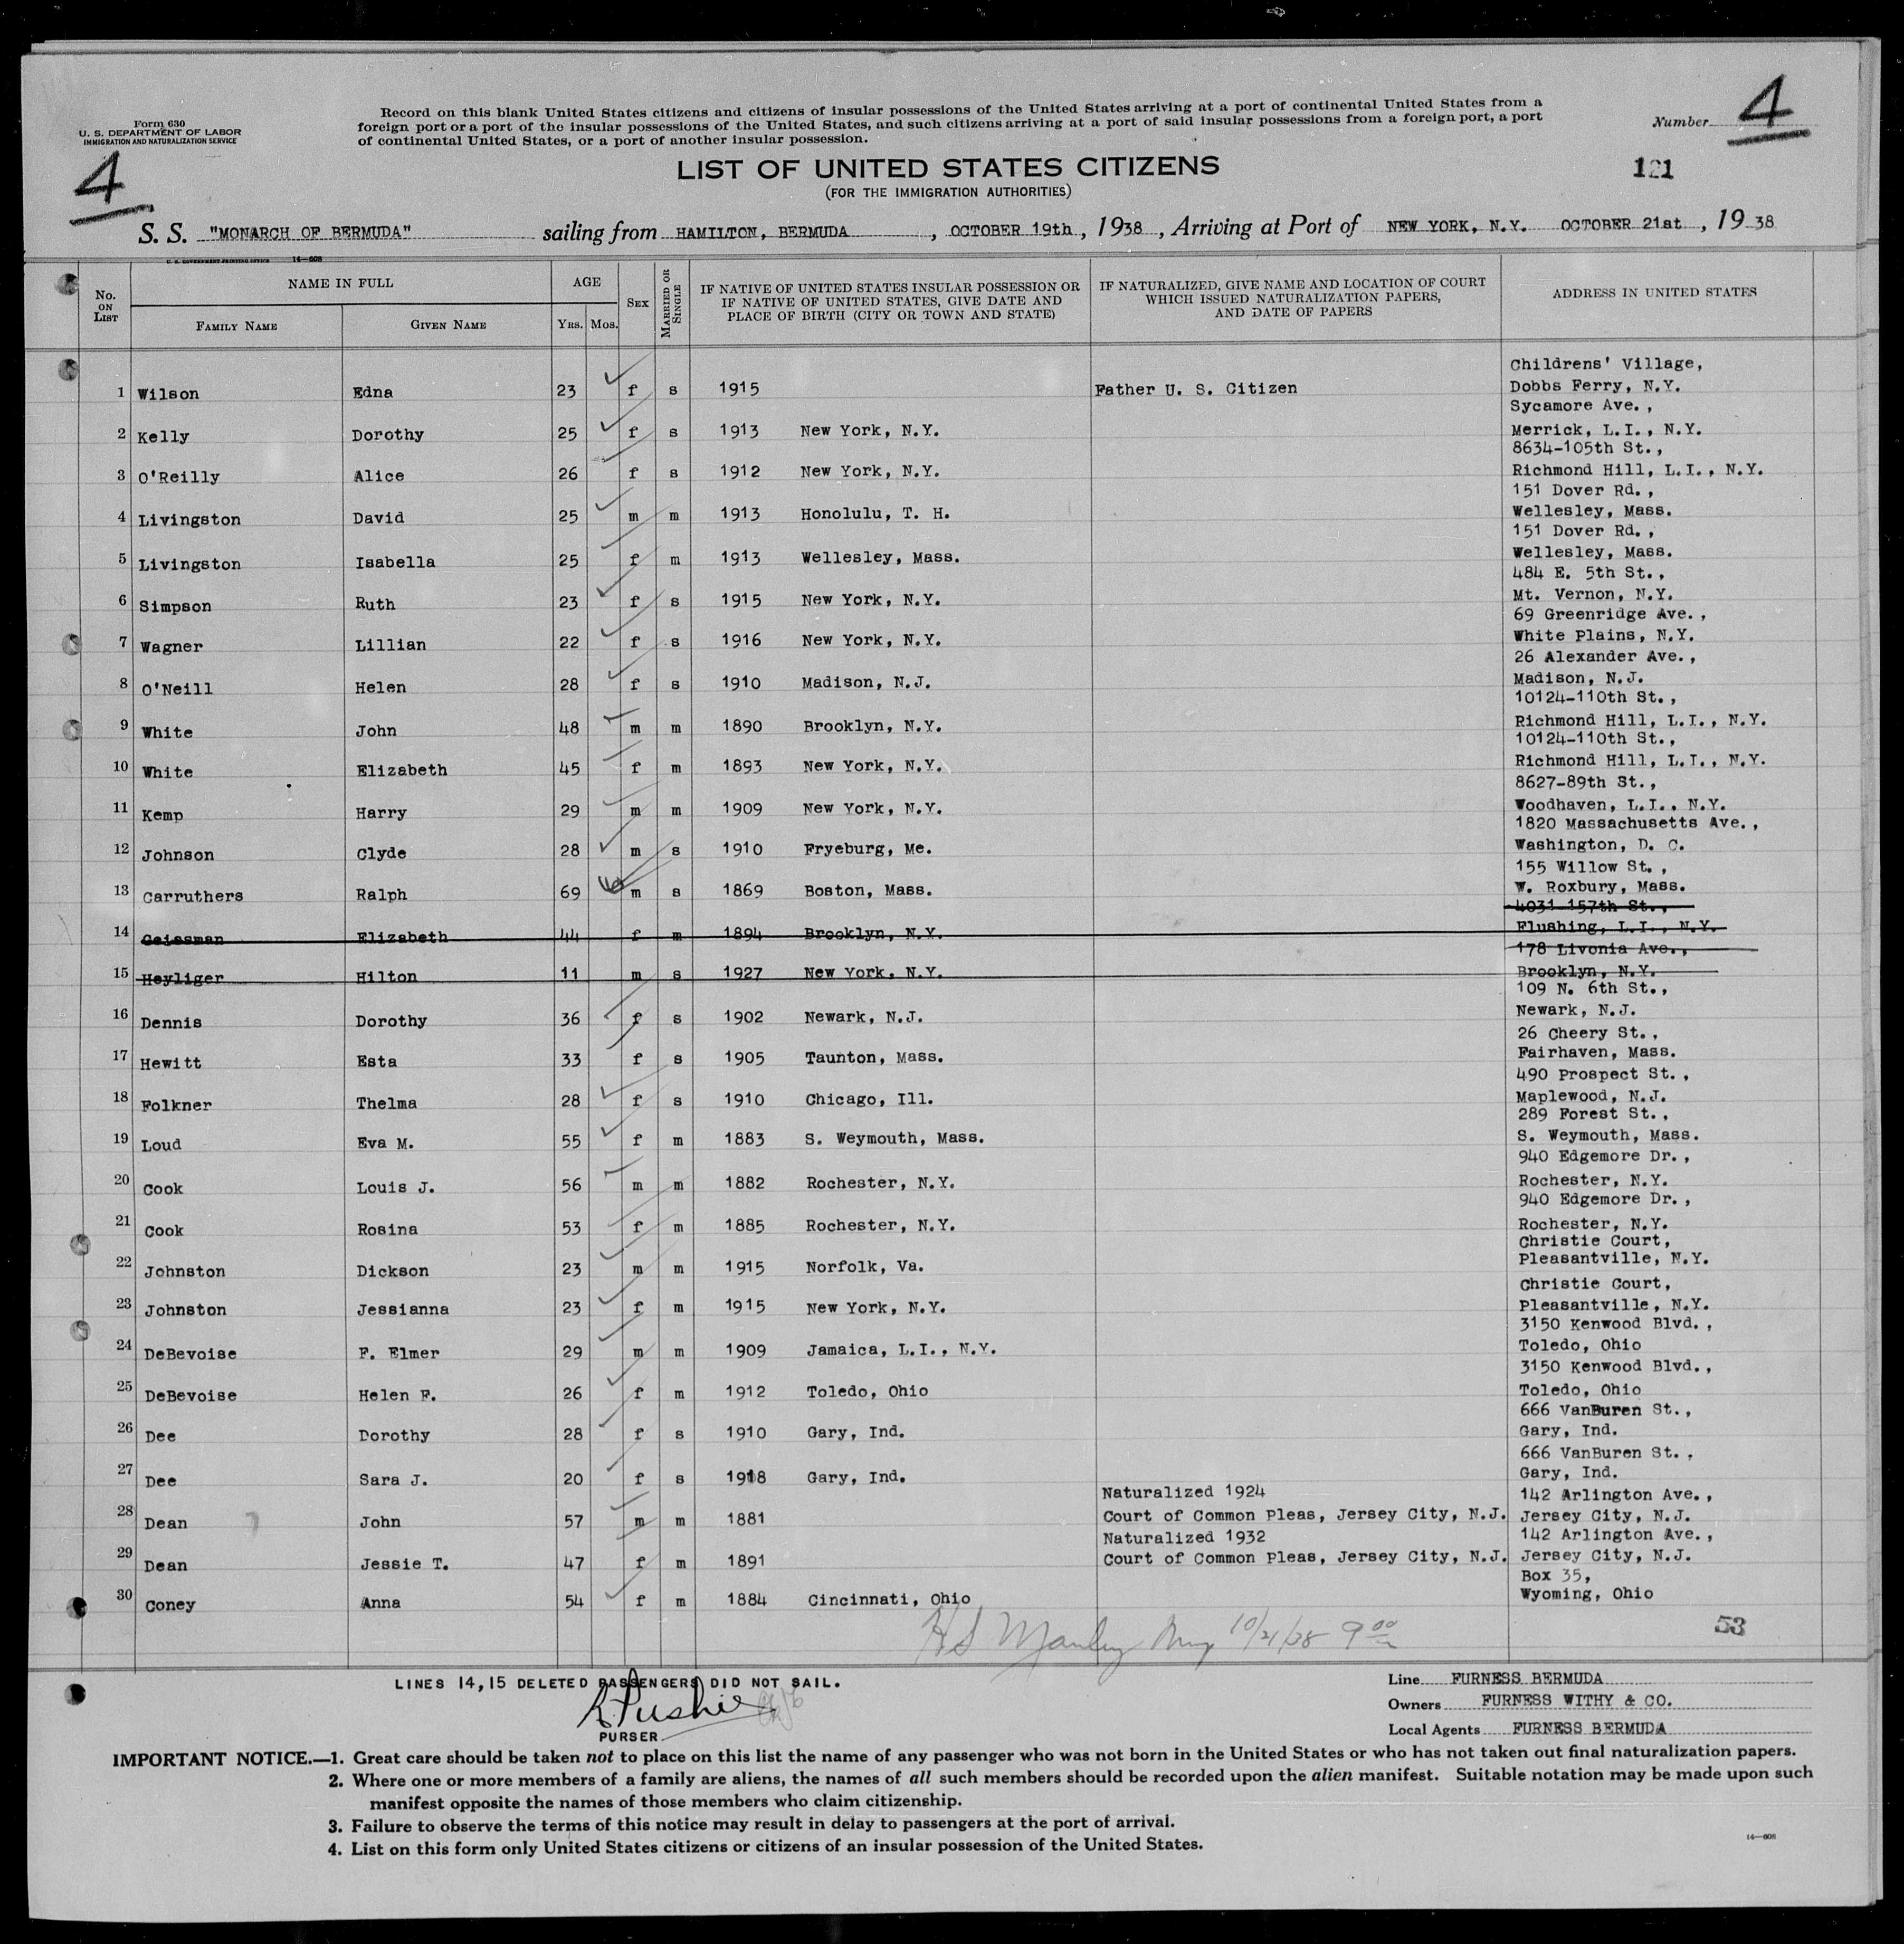 Form 630
U. S. DEPARTMENT OF LABOR
IMMIGRATION AND NATURALIZATION SERVICE
4
Record on this blank United States citizens and citizens of insular possessions of the United States arriving at a port of continental United States from a
foreign port or a port of the insular possessions of the United States, and such citizens arriving at a port of said insular possessions from a foreign port, a port
of continental United States, or a port of another insular possession.
Number 4
LIST OF UNITED STATES CITIZENS
(FOR THE IMMIGRATION AUTHORITIES)
121
S. S. "MONARCH OF BERMUDA" sailing from HAMILTON, BERMUDA, OCTOBER 19th, 1938, Arriving at Port of NEW YORK, N.Y. OCTOBER 21st, 1938
U. S. GOVERNMENT PRINTING OFFICE 14—608
No. ON LIST
NAME IN FULL
FAMILY NAME
GIVEN NAME
AGE
YRS. MOS.
SEX
MARRIED OR SINGLE
IF NATIVE OF UNITED STATES INSULAR POSSESSION OR
IF NATIVE OF UNITED STATES, GIVE DATE AND
PLACE OF BIRTH (CITY OR TOWN AND STATE)
IF NATURALIZED, GIVE NAME AND LOCATION OF COURT
WHICH ISSUED NATURALIZATION PAPERS,
AND DATE OF PAPERS
ADDRESS IN UNITED STATES
Childrens' Village,
1 Wilson Edna 23 f s 1915 Father U. S. Citizen Dobbs Ferry, N.Y.
Sycamore Ave.,
2 Kelly Dorothy 25 f s 1913 New York, N.Y. Merrick, L.I., N.Y.
8634-105th St.,
3 O'Reilly Alice 26 f s 1912 New York, N.Y. Richmond Hill, L.I., N.Y.
151 Dover Rd.,
4 Livingston David 25 m m 1913 Honolulu, T. H. Wellesley, Mass.
151 Dover Rd.,
5 Livingston Isabella 25 f m 1913 Wellesley, Mass. Wellesley, Mass.
484 E. 5th St.,
6 Simpson Ruth 23 f s 1915 New York, N.Y. Mt. Vernon, N.Y.
69 Greenridge Ave.,
7 Wagner Lillian 22 f s 1916 New York, N.Y. White Plains, N.Y.
26 Alexander Ave.,
8 O'Neill Helen 28 f s 1910 Madison, N.J. Madison, N.J.
10124-110th St.,
9 White John 48 m m 1890 Brooklyn, N.Y. Richmond Hill, L.I., N.Y.
10124-110th St.,
10 White Elizabeth 45 f m 1893 New York, N.Y. Richmond Hill, L.I., N.Y.
8627-89th St.,
11 Kemp Harry 29 m m 1909 New York, N.Y. Woodhaven, L.I., N.Y.
1820 Massachusetts Ave.,
12 Johnson Clyde 28 m s 1910 Fryeburg, Me. Washington, D. C.
155 Willow St.,
13 Carruthers Ralph 69 m s 1869 Boston, Mass. W. Roxbury, Mass.
4031 157th St.,
14 Geiesman Elizabeth 44 f m 1894 Brooklyn, N.Y. Flushing, L.I., N.Y.
178 Livonia Ave.,
15 Heyliger Hilton 11 m s 1927 New York, N.Y. Brooklyn, N.Y.
109 N. 6th St.,
16 Dennis Dorothy 36 f s 1902 Newark, N.J. Newark, N.J.
26 Cheery St.,
17 Hewitt Esta 33 f s 1905 Taunton, Mass. Fairhaven, Mass.
490 Prospect St.,
18 Folkner Thelma 28 f s 1910 Chicago, Ill. Maplewood, N.J.
289 Forest St.,
19 Loud Eva M. 55 f m 1883 S. Weymouth, Mass. S. Weymouth, Mass.
940 Edgemore Dr.,
20 Cook Louis J. 56 m m 1882 Rochester, N.Y. Rochester, N.Y.
940 Edgemore Dr.,
21 Cook Rosina 53 f m 1885 Rochester, N.Y. Rochester, N.Y.
Christie Court,
22 Johnston Dickson 23 m m 1915 Norfolk, Va. Pleasantville, N.Y.
Christie Court,
23 Johnston Jessianna 23 f m 1915 New York, N.Y. Pleasantville, N.Y.
3150 Kenwood Blvd.,
24 DeBevoise F. Elmer 29 m m 1909 Jamaica, L.I., N.Y. Toledo, Ohio
3150 Kenwood Blvd.,
25 DeBevoise Helen F. 26 f m 1912 Toledo, Ohio Toledo, Ohio
666 VanBuren St.,
26 Dee Dorothy 28 f s 1910 Gary, Ind. Gary, Ind.
666 VanBuren St.,
27 Dee Sara J. 20 f s 1918 Gary, Ind. Gary, Ind.
Naturalized 1924 142 Arlington Ave.,
28 Dean John 57 m m 1881 Court of Common Pleas, Jersey City, N.J. Jersey City, N.J.
Naturalized 1932 142 Arlington Ave.,
29 Dean Jessie T. 47 f m 1891 Court of Common Pleas, Jersey City, N.J. Jersey City, N.J.
Box 35,
30 Coney Anna 54 f m 1884 Cincinnati, Ohio Wyoming, Ohio
10/21/38 9 00
53
LINES 14,15 DELETED PASSENGERS DID NOT SAIL.
PURSER
Line FURNESS BERMUDA
Owners FURNESS WITHY & CO.
Local Agents FURNESS BERMUDA
IMPORTANT NOTICE.—1. Great care should be taken not to place on this list the name of any passenger who was not born in the United States or who has not taken out final naturalization papers.
2. Where one or more members of a family are aliens, the names of all such members should be recorded upon the alien manifest. Suitable notation may be made upon such
manifest opposite the names of those members who claim citizenship.
3. Failure to observe the terms of this notice may result in delay to passengers at the port of arrival.
4. List on this form only United States citizens or citizens of an insular possession of the United States.
14—608